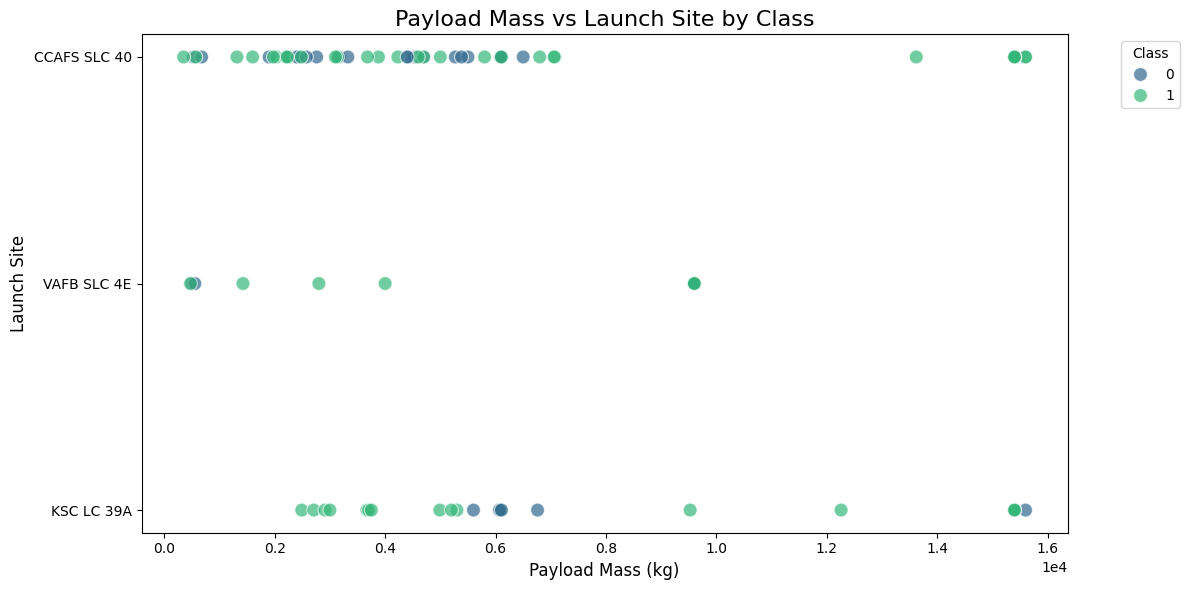 Payload Mass vs Launch Site by Class
Launch Site
CCAFS SLC 40
VAFB SLC 4E
KSC LC 39A
0.0 0.2 0.4 0.6 0.8 1.0 1.2 1.4 1.6
1e4
Payload Mass (kg)
Class
0
1